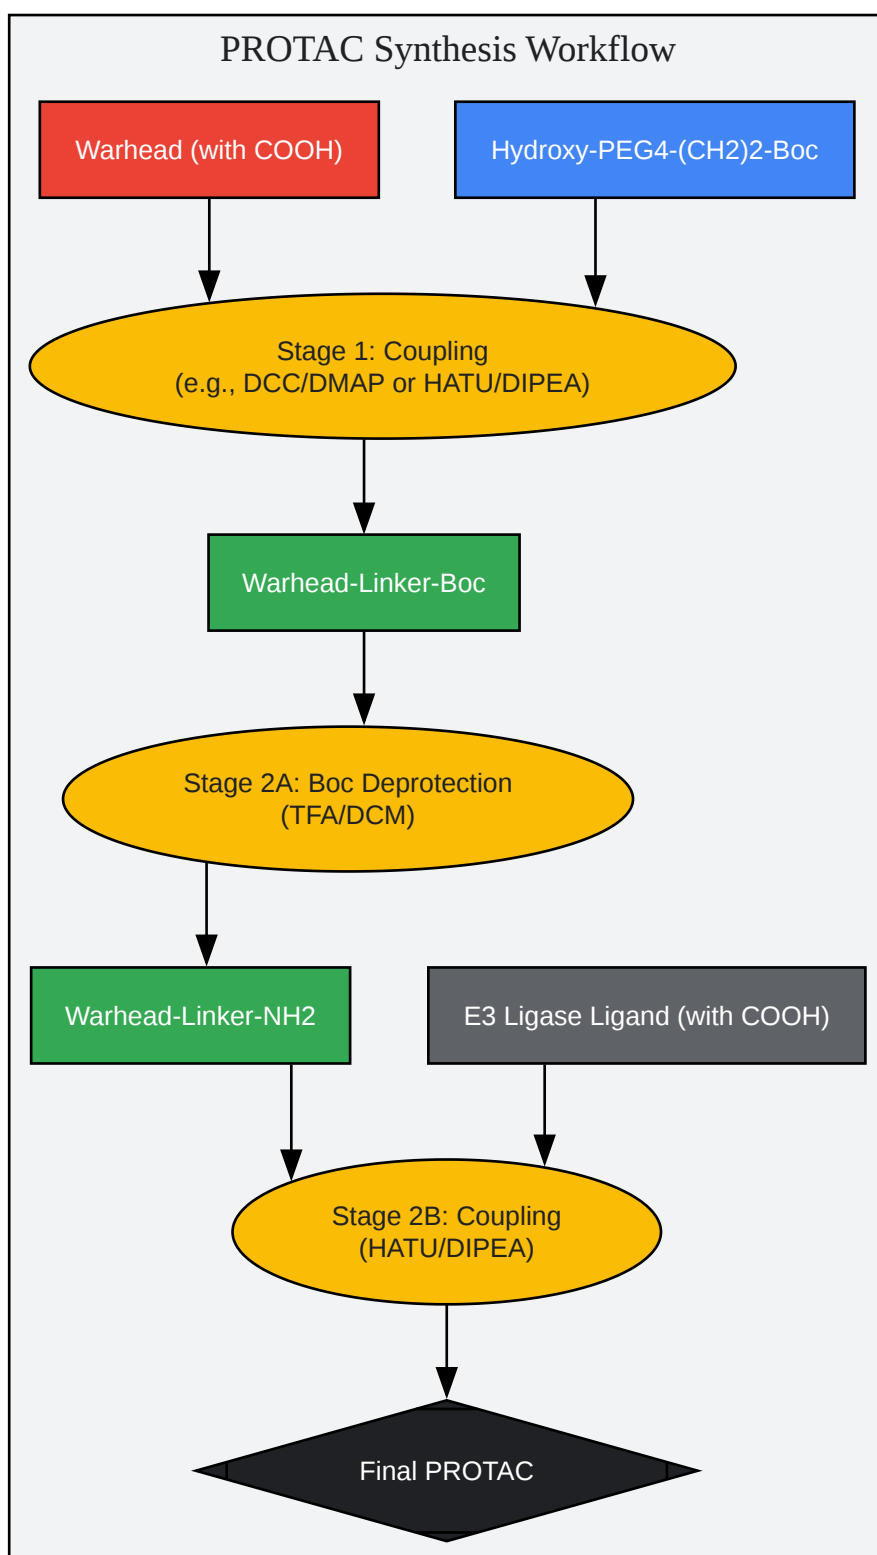 PROTAC Synthesis Workflow
Warhead (with COOH)
Hydroxy-PEG4-(CH2)2-Boc
Stage 1: Coupling
(e.g., DCC/DMAP or HATU/DIPEA)
Warhead-Linker-Boc
Stage 2A: Boc Deprotection
(TFA/DCM)
Warhead-Linker-NH2
E3 Ligase Ligand (with COOH)
Stage 2B: Coupling
(HATU/DIPEA)
Final PROTAC